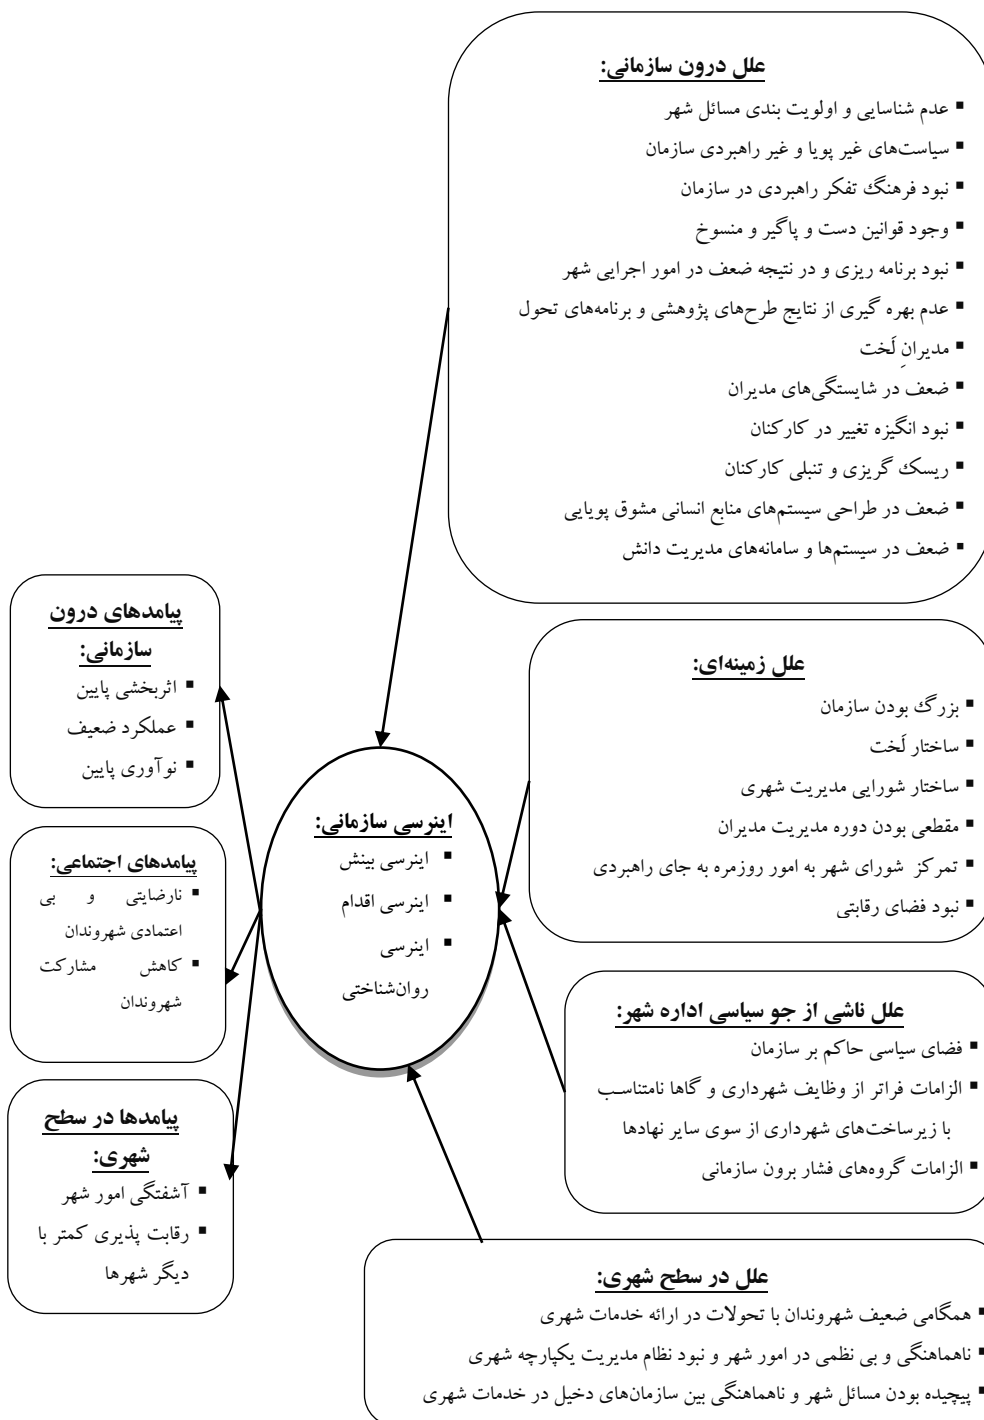 علل درون سازمانی:
▪ عدم شناسایی و اولویت بندی مسائل شهر
▪ سیاست‌های غیر پویا و غیر راهبردی سازمان
▪ نبود فرهنگ تفکر راهبردی در سازمان
▪ وجود قوانین دست و پاگیر و منسوخ
▪ نبود برنامه ریزی و در نتیجه ضعف در امور اجرایی شهر
▪ عدم بهره گیری از نتایج طرح‌های پژوهشی و برنامه‌های تحول
▪ مدیرانِ لَخت
▪ ضعف در شایستگی‌های مدیران
▪ نبود انگیزه تغییر در کارکنان
▪ ریسک گریزی و تنبلی کارکنان
▪ ضعف در طراحی سیستم‌های منابع انسانی مشوق پویایی
▪ ضعف در سیستم‌ها و سامانه‌های مدیریت دانش
علل زمینه‌ای:
▪ بزرگ بودن سازمان
▪ ساختار لَخت
▪ ساختار شورایی مدیریت شهری
▪ مقطعی بودن دوره مدیریت مدیران
▪ تمرکز شورای شهر به امور روزمره به جای راهبردی
▪ نبود فضای رقابتی
علل ناشی از جو سیاسی اداره شهر:
▪ فضای سیاسی حاکم بر سازمان
▪ الزامات فراتر از وظایف شهرداری و گاها نامتناسب
با زیرساخت‌های شهرداری از سوی سایر نهادها
▪ الزامات گروه‌های فشار برون سازمانی
علل در سطح شهری:
▪ همگامی ضعیف شهروندان با تحولات در ارائه خدمات شهری
▪ ناهماهنگی و بی نظمی در امور شهر و نبود نظام مدیریت یکپارچه شهری
▪ پیچیده بودن مسائل شهر و ناهماهنگی بین سازمان‌های دخیل در خدمات شهری
اینرسی سازمانی:
▪ اینرسی بینش
▪ اینرسی اقدام
▪ اینرسی
روان‌شناختی
پیامدهای درون
سازمانی:
▪ اثربخشی پایین
▪ عملکرد ضعیف
▪ نوآوری پایین
پیامدهای اجتماعی:
▪ نارضایتی و بی
اعتمادی شهروندان
▪ کاهش مشارکت
شهروندان
پیامدها در سطح
شهری:
▪ آشفتگی امور شهر
▪ رقابت پذیری کمتر با
دیگر شهرها